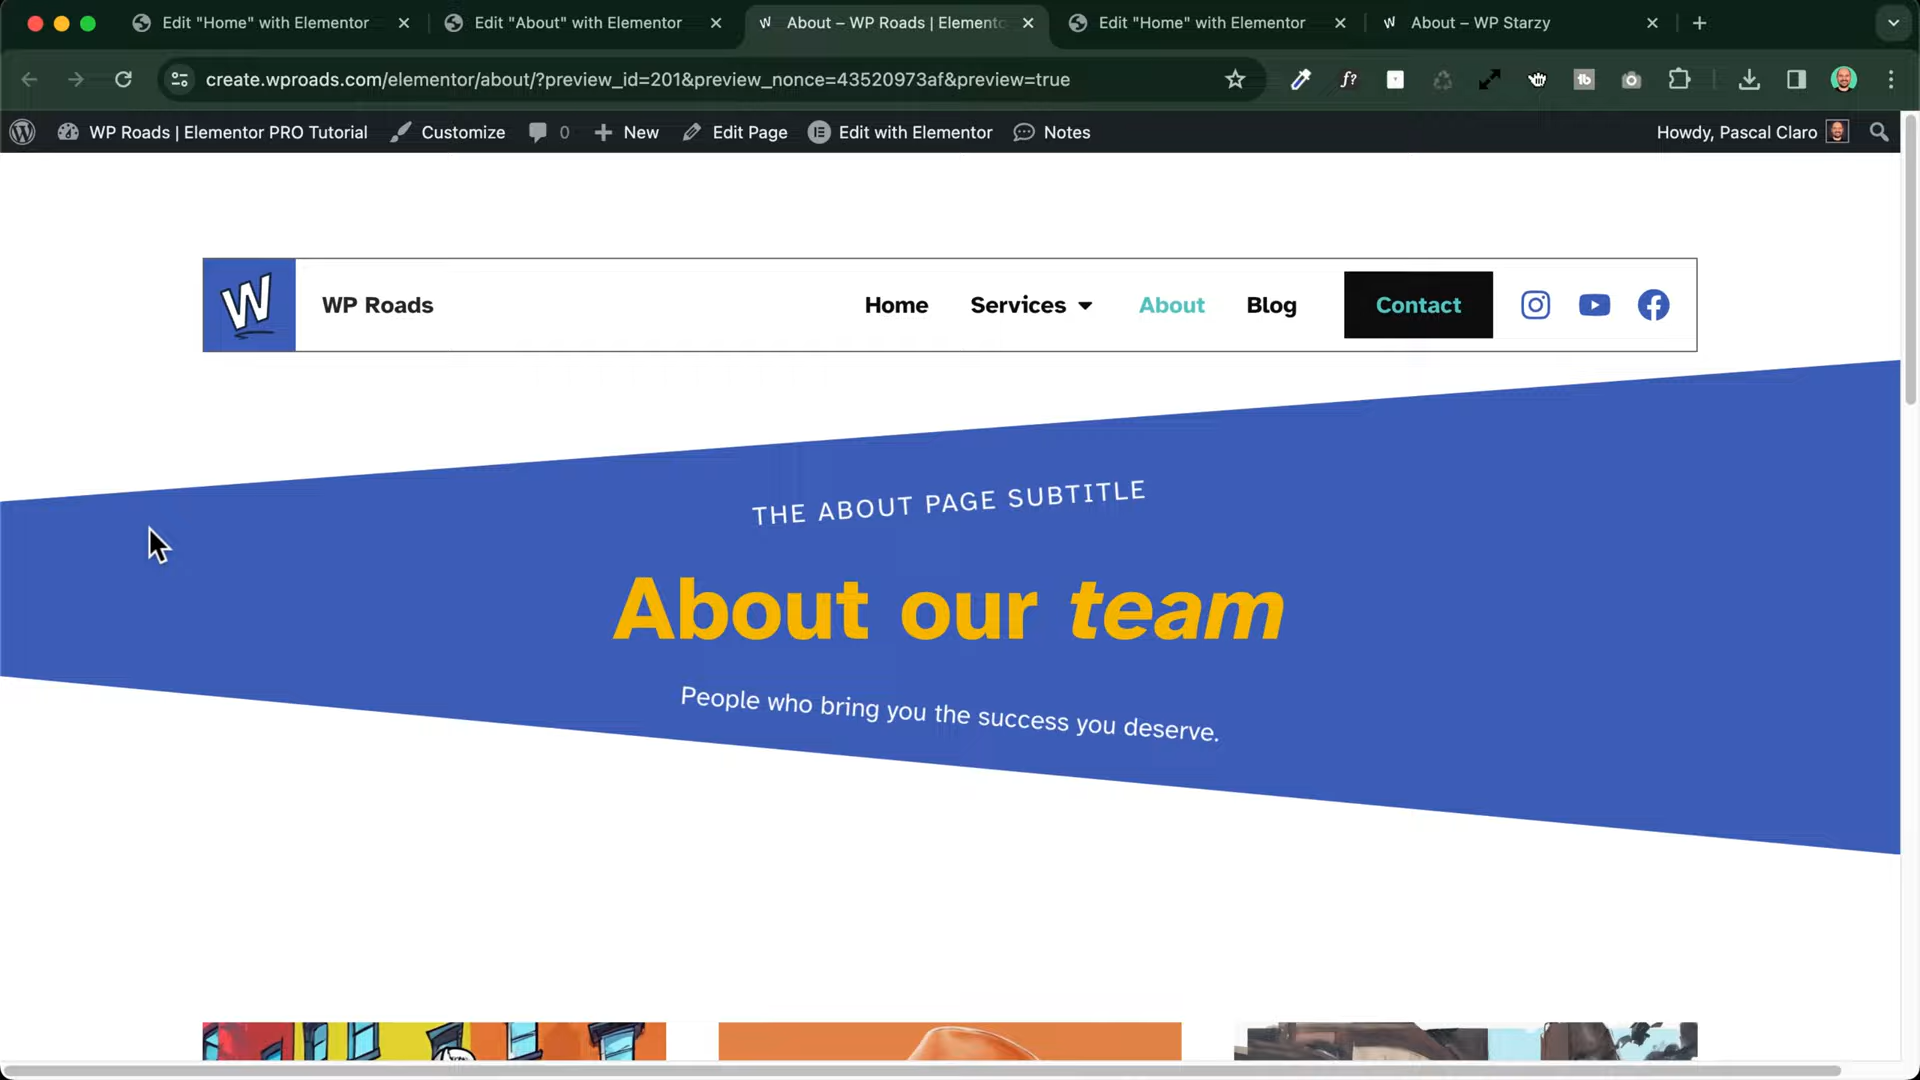 Edit "Home" with Elementor
Edit "About" with Elementor
About – WP Roads | Elemento
Edit "Home" with Elementor
About – WP Starzy
create.wproads.com/elementor/about/?preview_id=201&preview_nonce=43520973af&preview=true
f?
tb
WP Roads | Elementor PRO Tutorial
Customize
0
New
Edit Page
Edit with Elementor
Notes
Howdy, Pascal Claro
W
WP Roads
Home
Services
About
Blog
Contact
THE ABOUT PAGE SUBTITLE
About our team
People who bring you the success you deserve.